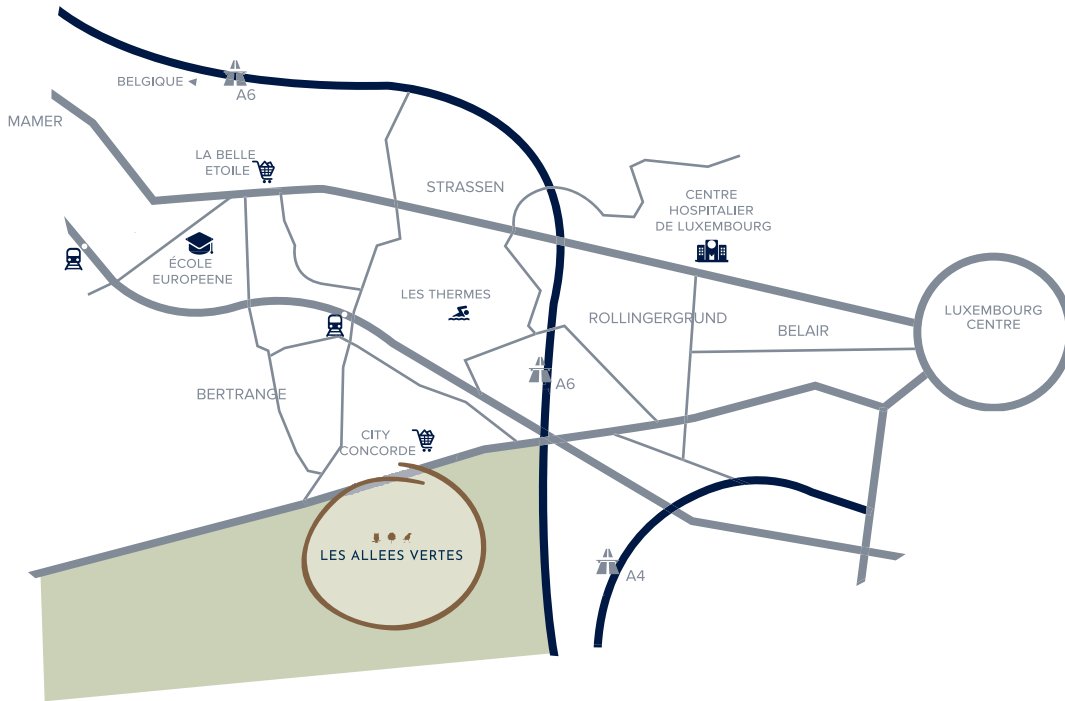 BELGIQUE
A6
MAMER
LA BELLE
ETOILE
STRASSEN
CENTRE
HOSPITALIER
DE LUXEMBOURG
ÉCOLE
EUROPEENE
LES THERMES
ROLLINGERGRUND
BELAIR
LUXEMBOURG
CENTRE
A6
BERTRANGE
CITY
CONCORDE
LES ALLEES VERTES
A4